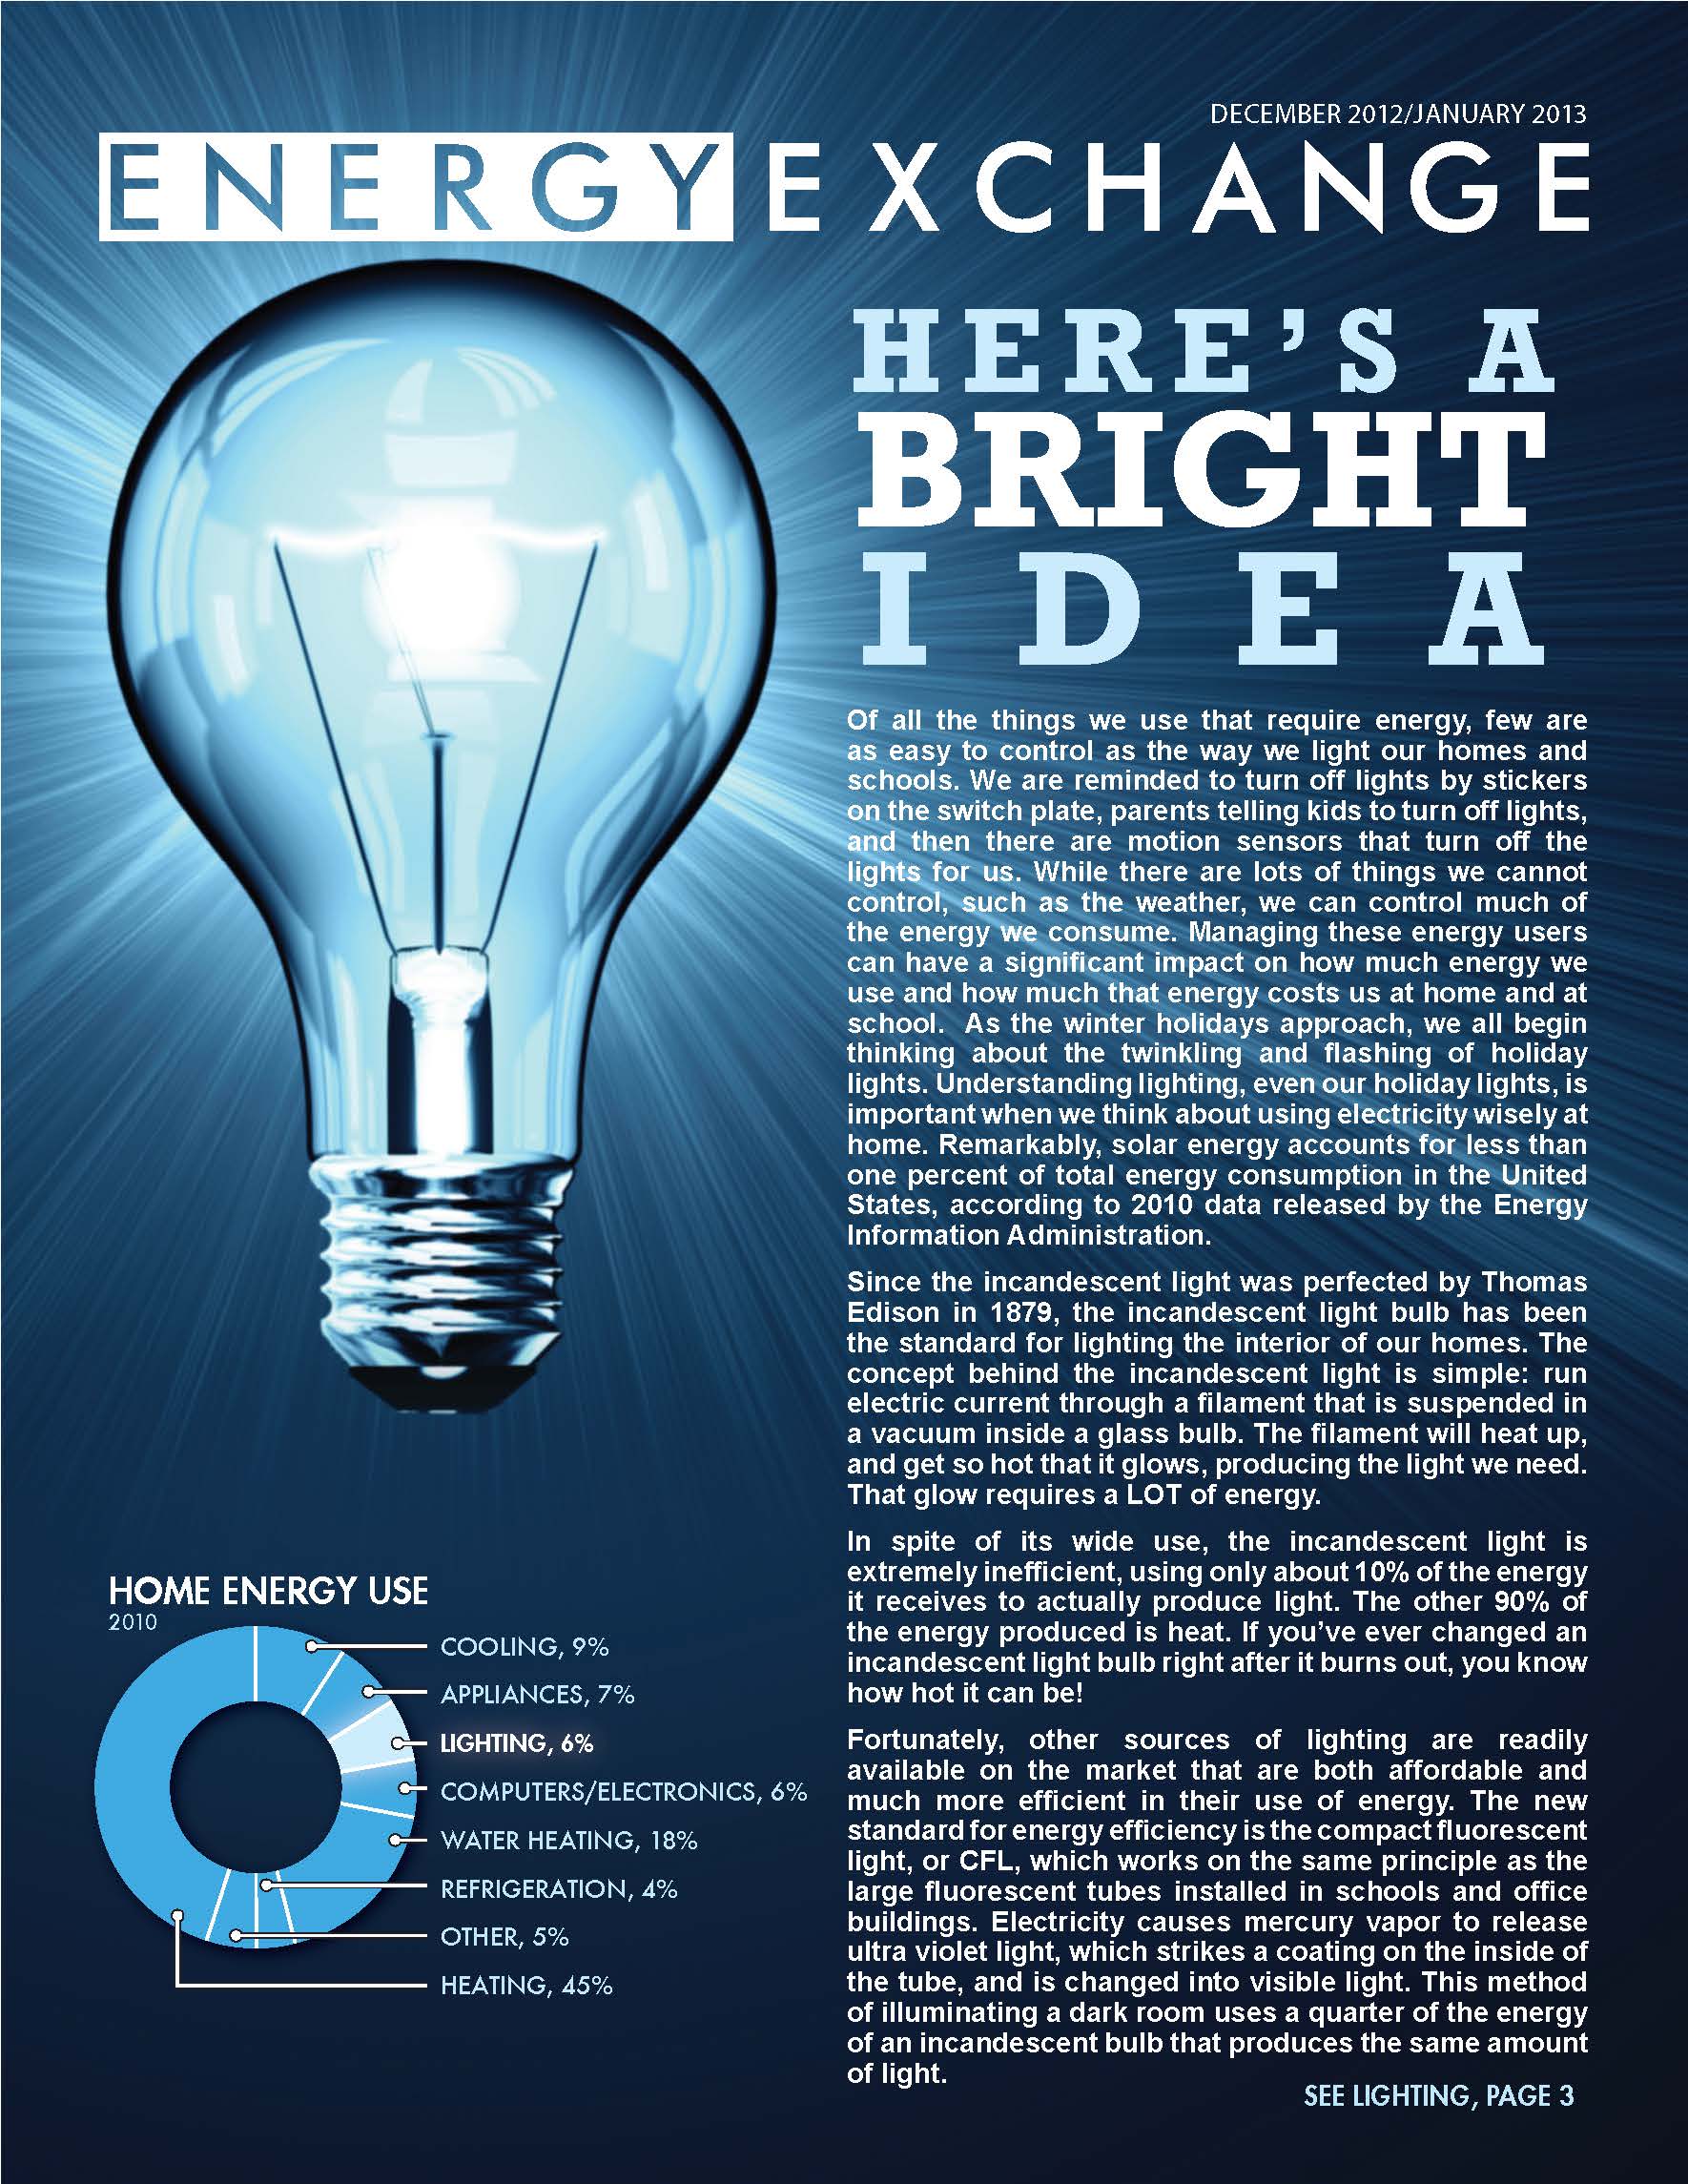 DECEMBER 2012/JANUARY 2013
ENERGY EXCHANGE
HERE'S A
BRIGHT
IDEA
Of all the things we use that require energy, few are
as easy to control as the way we light our homes and
schools. We are reminded to turn off lights by stickers
on the switch plate, parents telling kids to turn off lights,
and then there are motion sensors that turn off the
lights for us. While there are lots of things we cannot
control, such as the weather, we can control much of
the energy we consume. Managing these energy users
can have a significant impact on how much energy we
use and how much that energy costs us at home and at
school.  As the winter holidays approach, we all begin
thinking about the twinkling and flashing of holiday
lights. Understanding lighting, even our holiday lights, is
important when we think about using electricity wisely at
home. Remarkably, solar energy accounts for less than
one percent of total energy consumption in the United
States, according to 2010 data released by the Energy
Information Administration.
Since the incandescent light was perfected by Thomas
Edison in 1879, the incandescent light bulb has been
the standard for lighting the interior of our homes. The
concept behind the incandescent light is simple: run
electric current through a filament that is suspended in
a vacuum inside a glass bulb. The filament will heat up,
and get so hot that it glows, producing the light we need.
That glow requires a LOT of energy.
In spite of its wide use, the incandescent light is
extremely inefficient, using only about 10% of the energy
it receives to actually produce light. The other 90% of
the energy produced is heat. If you've ever changed an
incandescent light bulb right after it burns out, you know
how hot it can be!
Fortunately, other sources of lighting are readily
available on the market that are both affordable and
much more efficient in their use of energy. The new
standard for energy efficiency is the compact fluorescent
light, or CFL, which works on the same principle as the
large fluorescent tubes installed in schools and office
buildings. Electricity causes mercury vapor to release
ultra violet light, which strikes a coating on the inside of
the tube, and is changed into visible light. This method
of illuminating a dark room uses a quarter of the energy
of an incandescent bulb that produces the same amount
of light.
SEE LIGHTING, PAGE 3
HOME ENERGY USE
2010
COOLING, 9%
APPLIANCES, 7%
LIGHTING, 6%
COMPUTERS/ELECTRONICS, 6%
WATER HEATING, 18%
REFRIGERATION, 4%
OTHER, 5%
HEATING, 45%